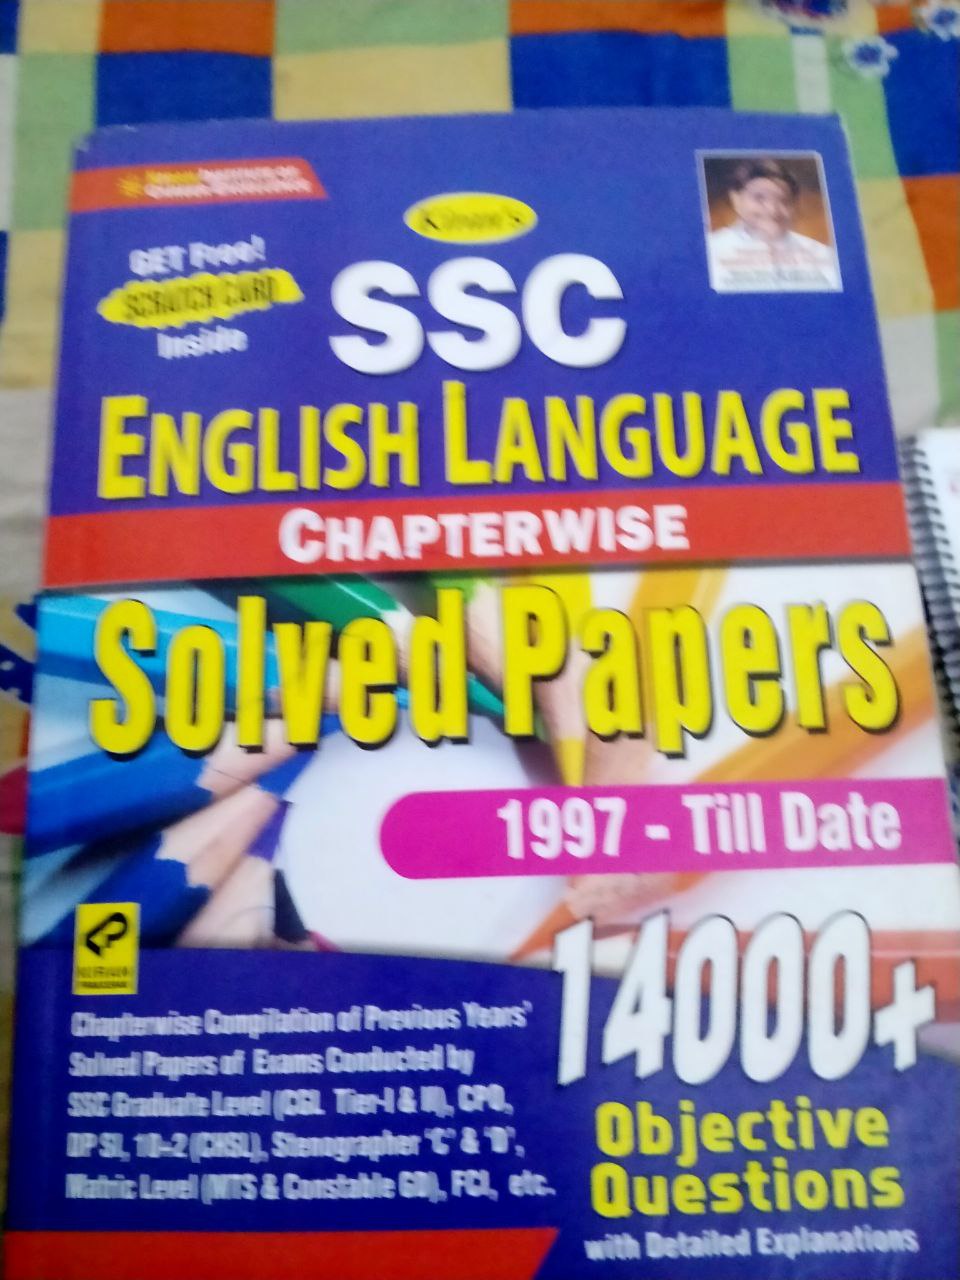 GET Free!
SCRATCH CARD
Inside
Kiran's
SSC
ENGLISH LANGUAGE
CHAPTERWISE
Solved Papers
1997 - Till Date
14000+
Objective
Questions
with Detailed Explanations
KIRAN
Chapterwise Compilation of Previous Years'
Solved Papers of Exams Conducted by
SSC Graduate Level (CGL Tier-I & II), CPO,
DP SI, 10+2 (CHSL), Stenographer 'C' & 'D',
Matric Level (MTS & Constable GD), FCI, etc.